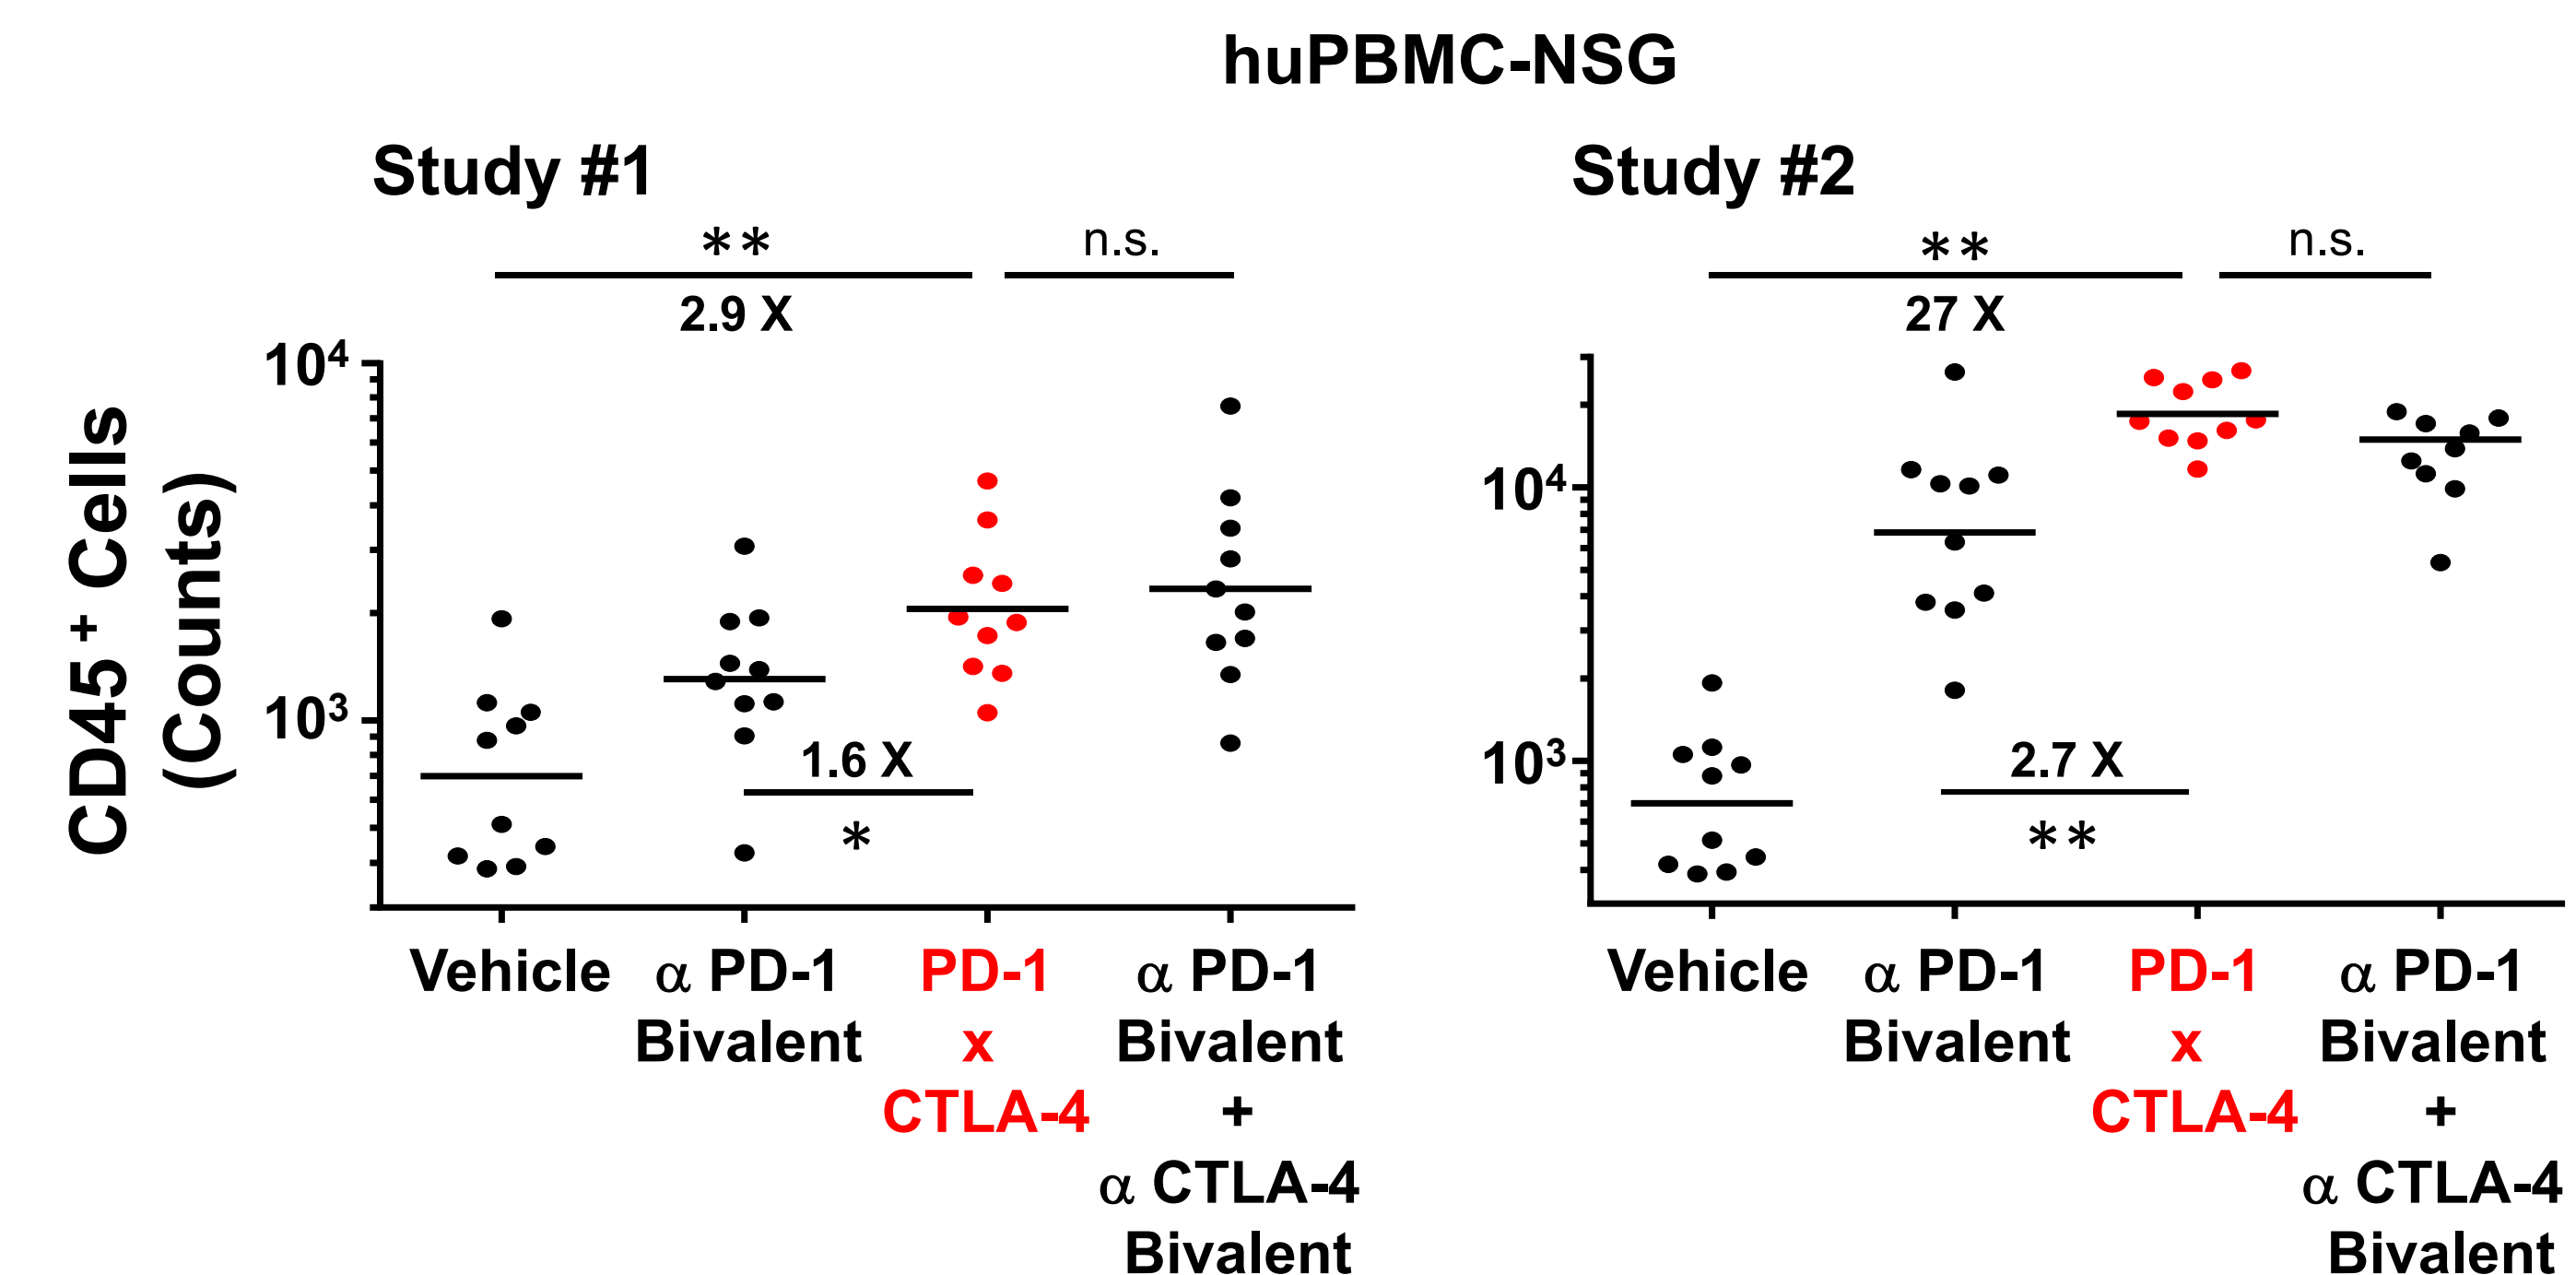 huPBMC-NSG
Study #1
**
n.s.
2.9 X
10⁴
10³
CD45⁺ Cells
(Counts)
1.6 X
*
Vehicle
α PD-1
Bivalent
PD-1
x
CTLA-4
α PD-1
Bivalent
+
α CTLA-4
Bivalent
Study #2
**
n.s.
27 X
10⁴
10³
2.7 X
**
Vehicle
α PD-1
Bivalent
PD-1
x
CTLA-4
α PD-1
Bivalent
+
α CTLA-4
Bivalent